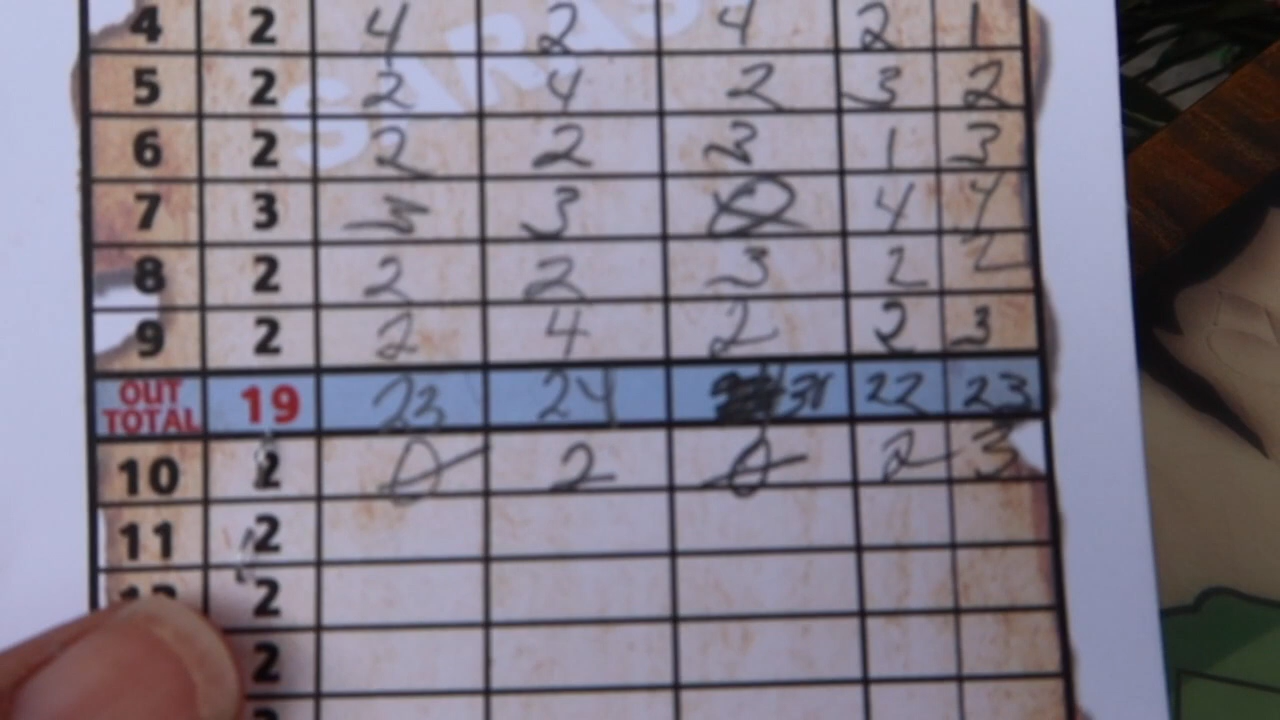 SARAS
4 2 4 2 4 2 1
5 2 2 4 2 3 2
6 2 2 2 3 1 3
7 3 3 3 4 4
8 2 2 2 3 2 2
9 2 2 4 2 2 3
OUT TOTAL 19 23 24 31 22 23
10 2 2 2 3
11 2
12 2
2